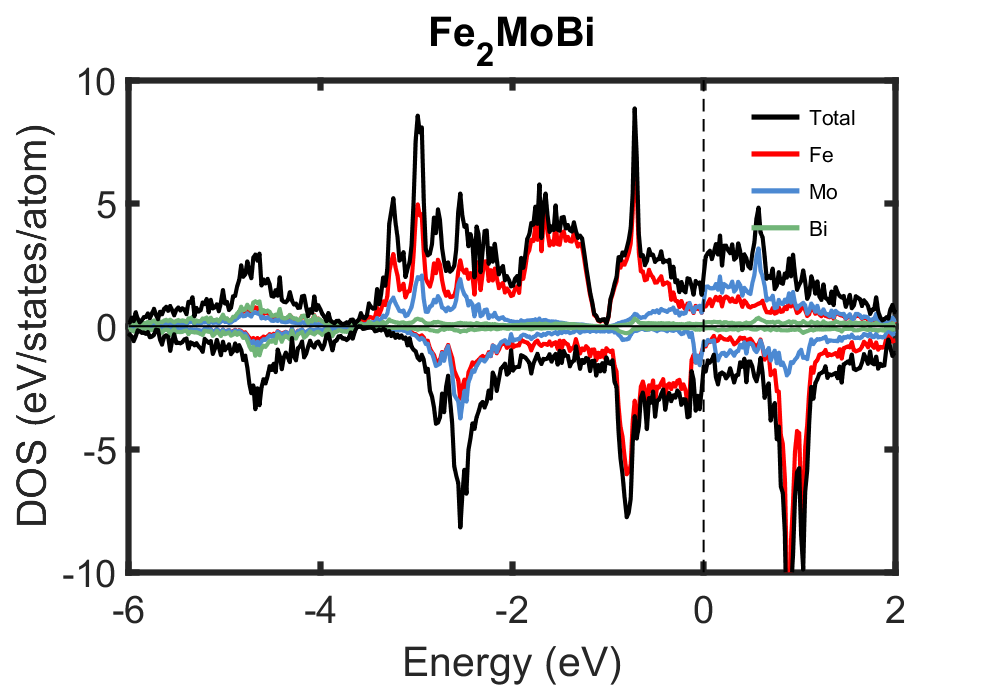 Fe₂MoBi
DOS (eV/states/atom)
10
5
0
-5
-10
Total
Fe
Mo
Bi
-6 -4 -2 0 2
Energy (eV)